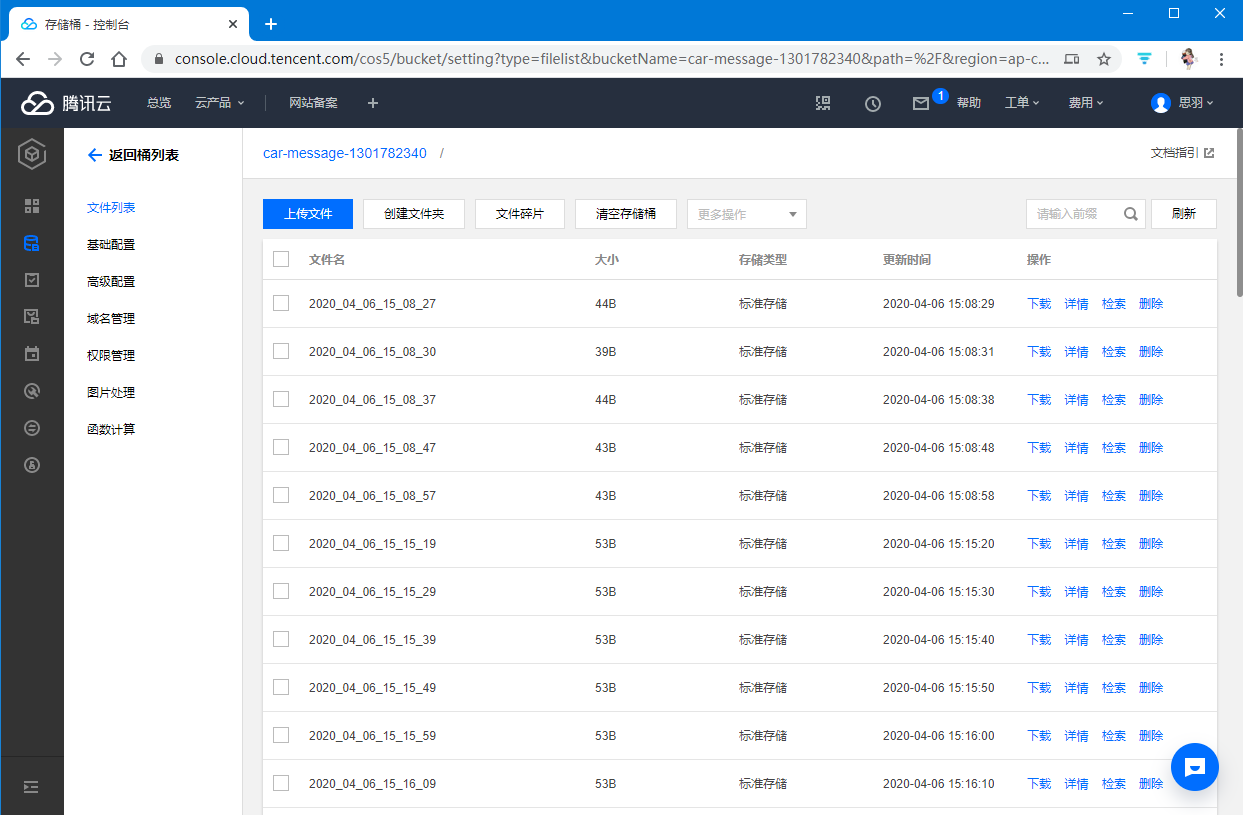 存储桶 - 控制台
console.cloud.tencent.com/cos5/bucket/setting?type=filelist&bucketName=car-message-1301782340&path=%2F&region=ap-c...
腾讯云 总览 云产品 网站备案 1 帮助 工单 费用 思羽
返回桶列表
文件列表
基础配置
高级配置
域名管理
权限管理
图片处理
函数计算
car-message-1301782340 / 文档指引
上传文件 创建文件夹 文件碎片 清空存储桶 更多操作 请输入前缀 刷新
文件名 大小 存储类型 更新时间 操作
2020_04_06_15_08_27 44B 标准存储 2020-04-06 15:08:29 下载 详情 检索 删除
2020_04_06_15_08_30 39B 标准存储 2020-04-06 15:08:31 下载 详情 检索 删除
2020_04_06_15_08_37 44B 标准存储 2020-04-06 15:08:38 下载 详情 检索 删除
2020_04_06_15_08_47 43B 标准存储 2020-04-06 15:08:48 下载 详情 检索 删除
2020_04_06_15_08_57 43B 标准存储 2020-04-06 15:08:58 下载 详情 检索 删除
2020_04_06_15_15_19 53B 标准存储 2020-04-06 15:15:20 下载 详情 检索 删除
2020_04_06_15_15_29 53B 标准存储 2020-04-06 15:15:30 下载 详情 检索 删除
2020_04_06_15_15_39 53B 标准存储 2020-04-06 15:15:40 下载 详情 检索 删除
2020_04_06_15_15_49 53B 标准存储 2020-04-06 15:15:50 下载 详情 检索 删除
2020_04_06_15_15_59 53B 标准存储 2020-04-06 15:16:00 下载 详情 检索 删除
2020_04_06_15_16_09 53B 标准存储 2020-04-06 15:16:10 下载 详情 检索 删除